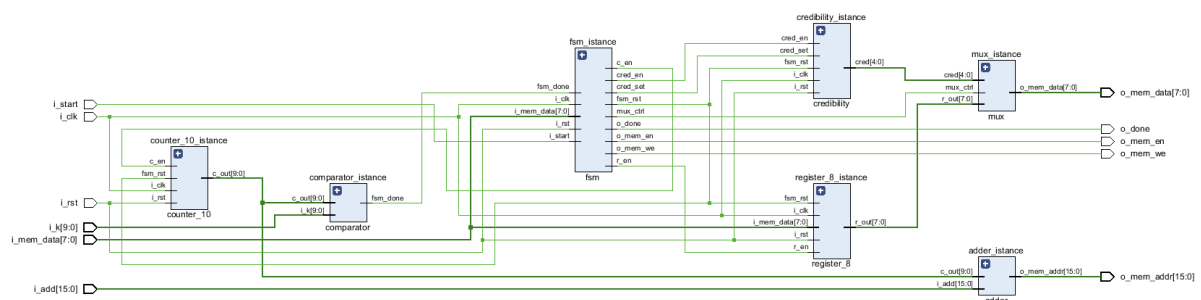 i_start
i_clk
i_rst
i_k[9:0]
i_mem_data[7:0]
i_add[15:0]
counter_10_istance
c_en
fsm_rst
i_clk
i_rst
c_out[9:0]
counter_10
comparator_istance
c_out[9:0]
i_k[9:0]
fsm_done
comparator
fsm_istance
fsm_done
i_clk
i_mem_data[7:0]
i_rst
i_start
c_en
cred_en
cred_set
fsm_rst
mux_ctrl
o_done
o_mem_en
o_mem_we
r_en
fsm
credibility_istance
cred_en
cred_set
fsm_rst
i_clk
i_rst
cred[4:0]
credibility
register_8_istance
fsm_rst
i_clk
i_mem_data[7:0]
i_rst
r_en
r_out[7:0]
register_8
mux_istance
cred[4:0]
mux_ctrl
r_out[7:0]
o_mem_data[7:0]
mux
adder_istance
c_out[9:0]
i_add[15:0]
o_mem_addr[15:0]
adder
o_mem_data[7:0]
o_done
o_mem_en
o_mem_we
o_mem_addr[15:0]